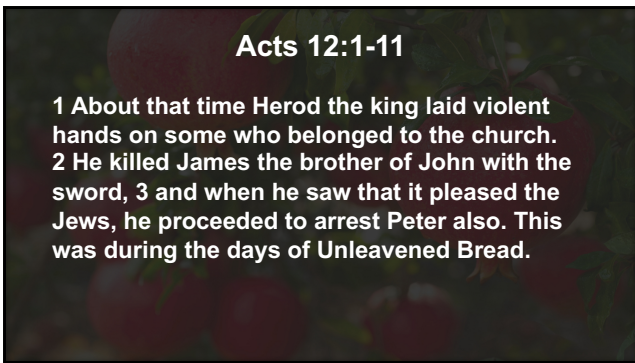 Acts 12:1-11
1 About that time Herod the king laid violent
hands on some who belonged to the church.
2 He killed James the brother of John with the
sword, 3 and when he saw that it pleased the
Jews, he proceeded to arrest Peter also. This
was during the days of Unleavened Bread.